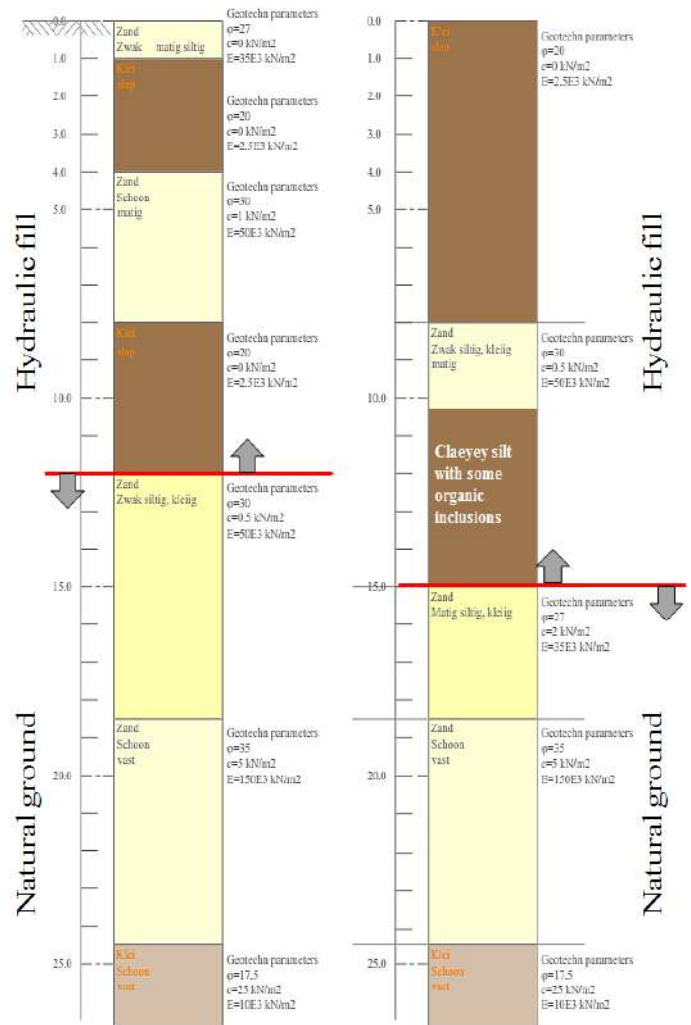 Hydraulic fill
Natural ground
0.0
1.0
2.0
3.0
4.0
5.0
10.0
15.0
20.0
25.0
Zand
Zwak matig siltig
Geotechn parameters
φ=27
c=0 kN/m2
E=35E3 kN/m2
Klei
slap
Geotechn parameters
φ=20
c=0 kN/m2
E=2.5E3 kN/m2
Zand
Schoon
matig
Geotechn parameters
φ=30
c=1 kN/m2
E=50E3 kN/m2
Klei
slap
Geotechn parameters
φ=20
c=0 kN/m2
E=2.5E3 kN/m2
Zand
Zwak siltig, kleiig
Geotechn parameters
φ=30
c=0.5 kN/m2
E=50E3 kN/m2
Zand
Schoon
vast
Geotechn parameters
φ=35
c=5 kN/m2
E=150E3 kN/m2
Klei
Schoon
vast
Geotechn parameters
φ=17.5
c=25 kN/m2
E=10E3 kN/m2
0.0
1.0
2.0
3.0
4.0
5.0
10.0
15.0
20.0
25.0
Klei
slap
Geotechn parameters
φ=20
c=0 kN/m2
E=2.5E3 kN/m2
Zand
Zwak siltig, kleiig
matig
Geotechn parameters
φ=30
c=0.5 kN/m2
E=50E3 kN/m2
Claeyey silt
with some
organic
inclusions
Zand
Matig siltig, kleiig
Geotechn parameters
φ=27
c=2 kN/m2
E=35E3 kN/m2
Zand
Schoon
vast
Geotechn parameters
φ=35
c=5 kN/m2
E=150E3 kN/m2
Klei
Schoon
vast
Geotechn parameters
φ=17.5
c=25 kN/m2
E=10E3 kN/m2
Hydraulic fill
Natural ground